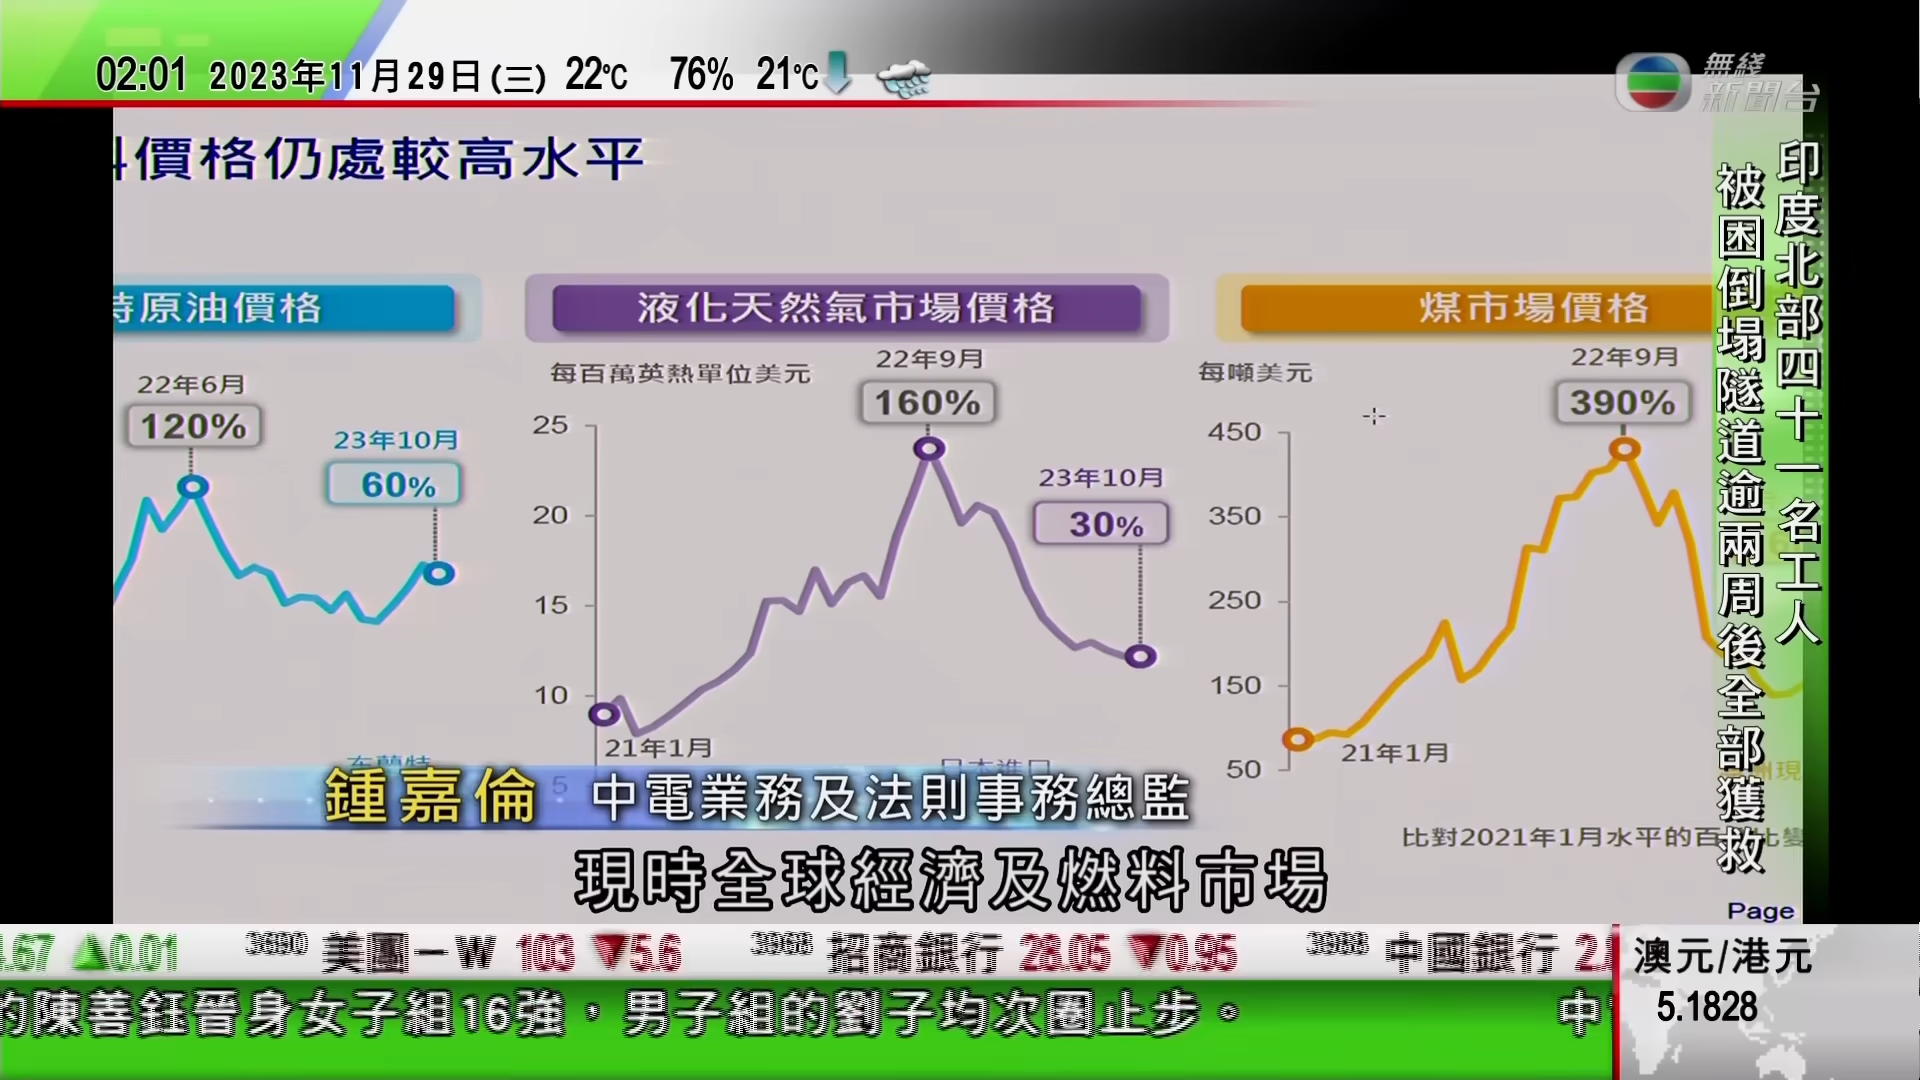 02:01 2023年11月29日(三) 22℃ 76% 21℃
無綫
新聞台
價格仍處較高水平
原油價格
22年6月
120%
23年10月
60%
液化天然氣市場價格
每百萬英熱單位美元
22年9月
160%
23年10月
30%
25
20
15
10
5
21年1月
煤市場價格
每噸美元
22年9月
390%
450
350
250
150
50
21年1月
比對2021年1月水平的百
Page
印度北部四十一名工人
被困倒塌隧道逾兩周後全部獲救
鍾嘉倫 中電業務及法則事務總監
現時全球經濟及燃料市場
.67 ▲0.01 3690 美團－W 103 ▼5.6 3968 招商銀行 28.05 ▼0.95 3988 中國銀行
的陳善鈺晉身女子組16強，男子組的劉子均次圈止步。 中
澳元/港元
5.1828